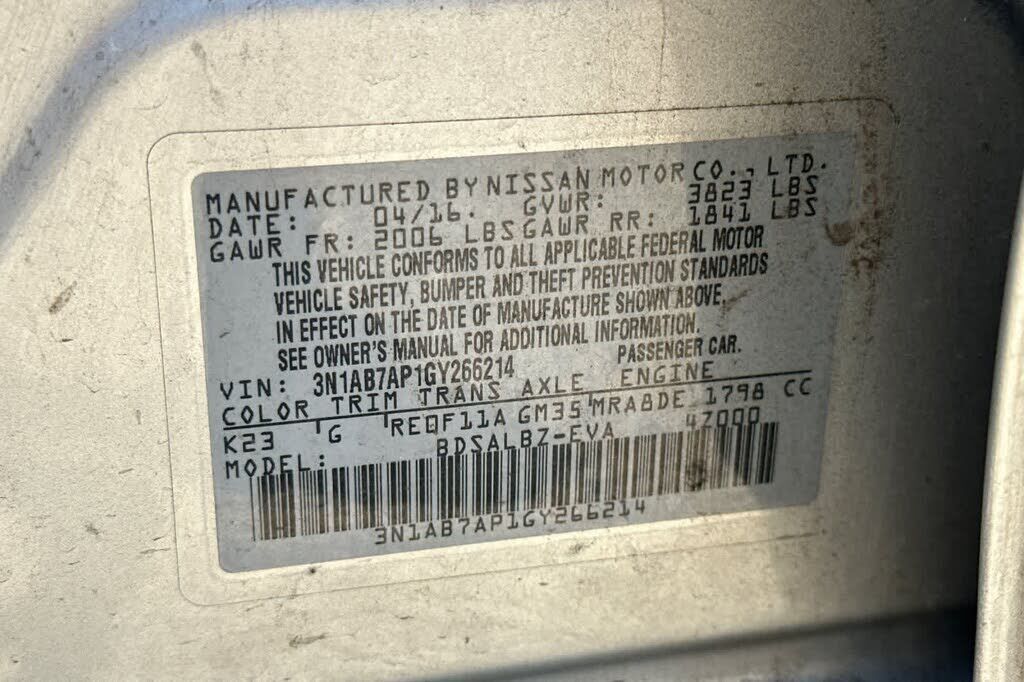 MANUFACTURED BY NISSAN MOTOR CO., LTD.
DATE: 04/16. GVWR: 3823 LBS
GAWR FR: 2006 LBS GAWR RR: 1841 LBS
THIS VEHICLE CONFORMS TO ALL APPLICABLE FEDERAL MOTOR
VEHICLE SAFETY, BUMPER AND THEFT PREVENTION STANDARDS
IN EFFECT ON THE DATE OF MANUFACTURE SHOWN ABOVE.
SEE OWNER'S MANUAL FOR ADDITIONAL INFORMATION.
VIN: 3N1AB7AP1GY266214 PASSENGER CAR.
COLOR TRIM TRANS AXLE ENGINE
K23 G RE0F11A GM35 MRA8DE 1798 CC
MODEL: BDSALBZ-EVA 47000
3N1AB7AP1GY266214